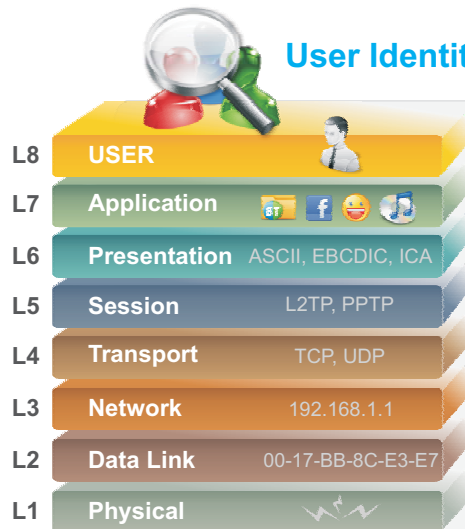 User Identit
L8 USER
L7 Application BT f
L6 Presentation ASCII, EBCDIC, ICA
L5 Session L2TP, PPTP
L4 Transport TCP, UDP
L3 Network 192.168.1.1
L2 Data Link 00-17-BB-8C-E3-E7
L1 Physical